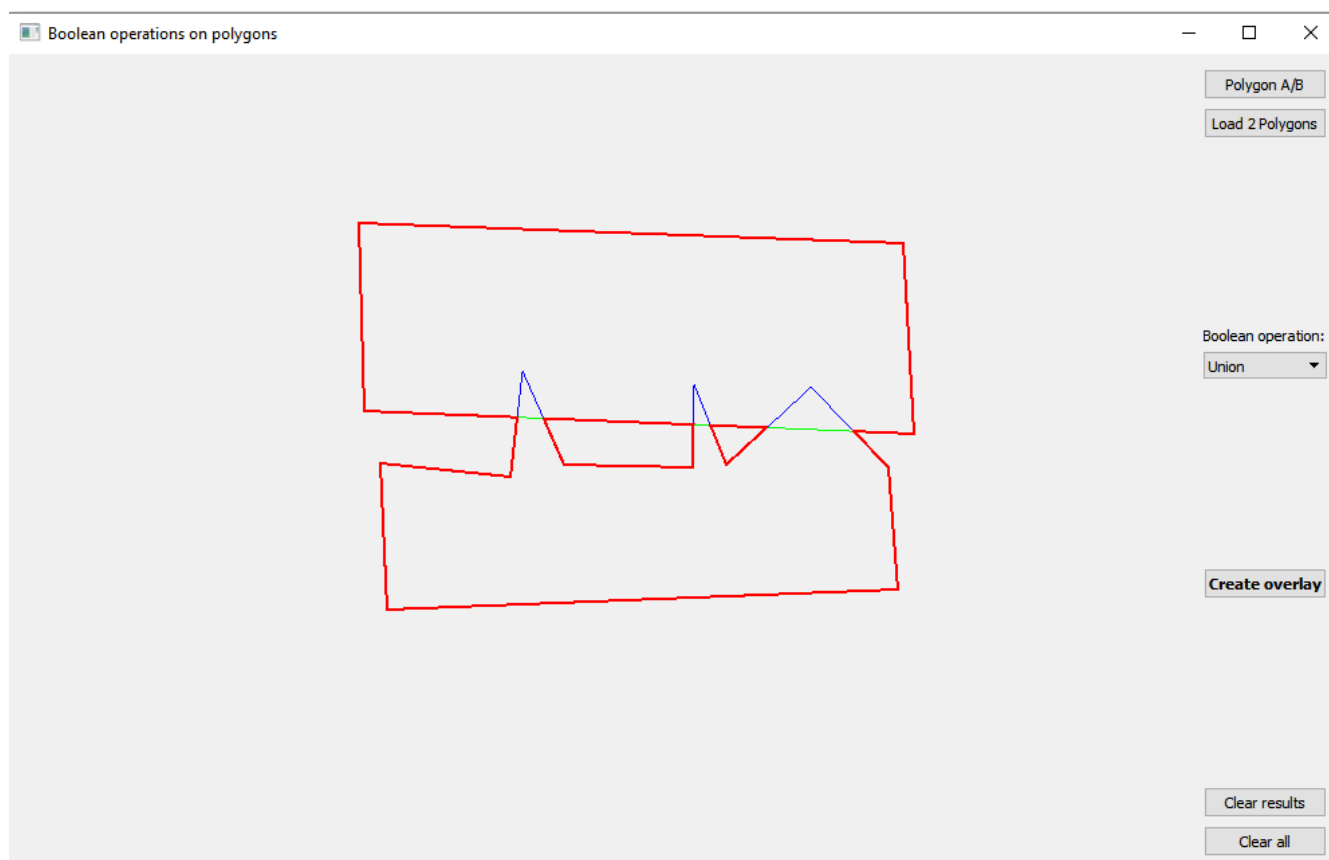 Boolean operations on polygons
Polygon A/B
Load 2 Polygons
Boolean operation:
Union
Create overlay
Clear results
Clear all